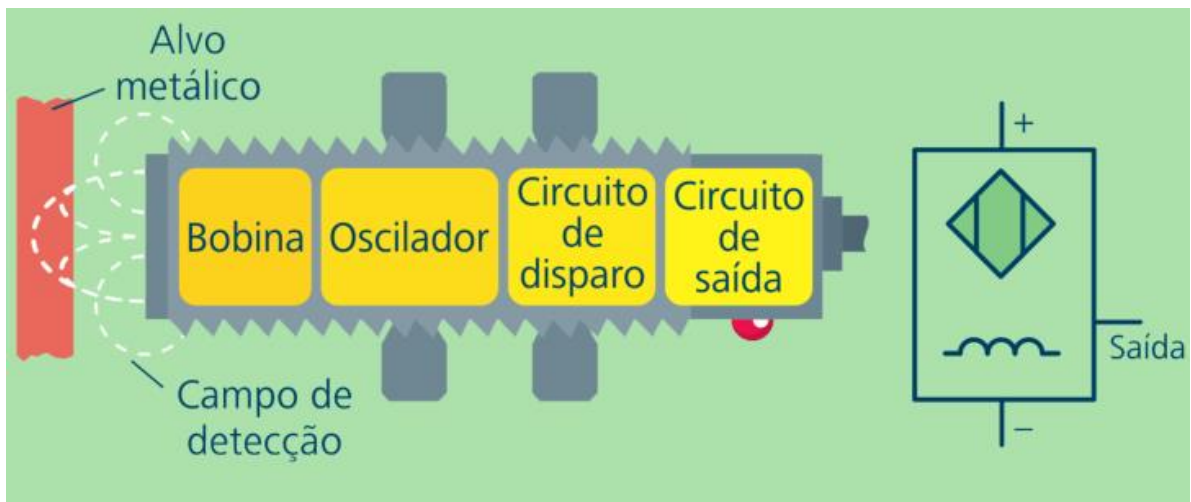 Alvo
metálico
Bobina
Oscilador
Circuito
de
disparo
Circuito
de
saída
Campo de
detecção
+
Saída
−